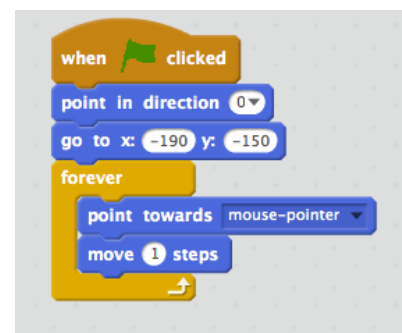 when clicked
point in direction 0
go to x: -190 y: -150
forever
point towards mouse-pointer
move 1 steps